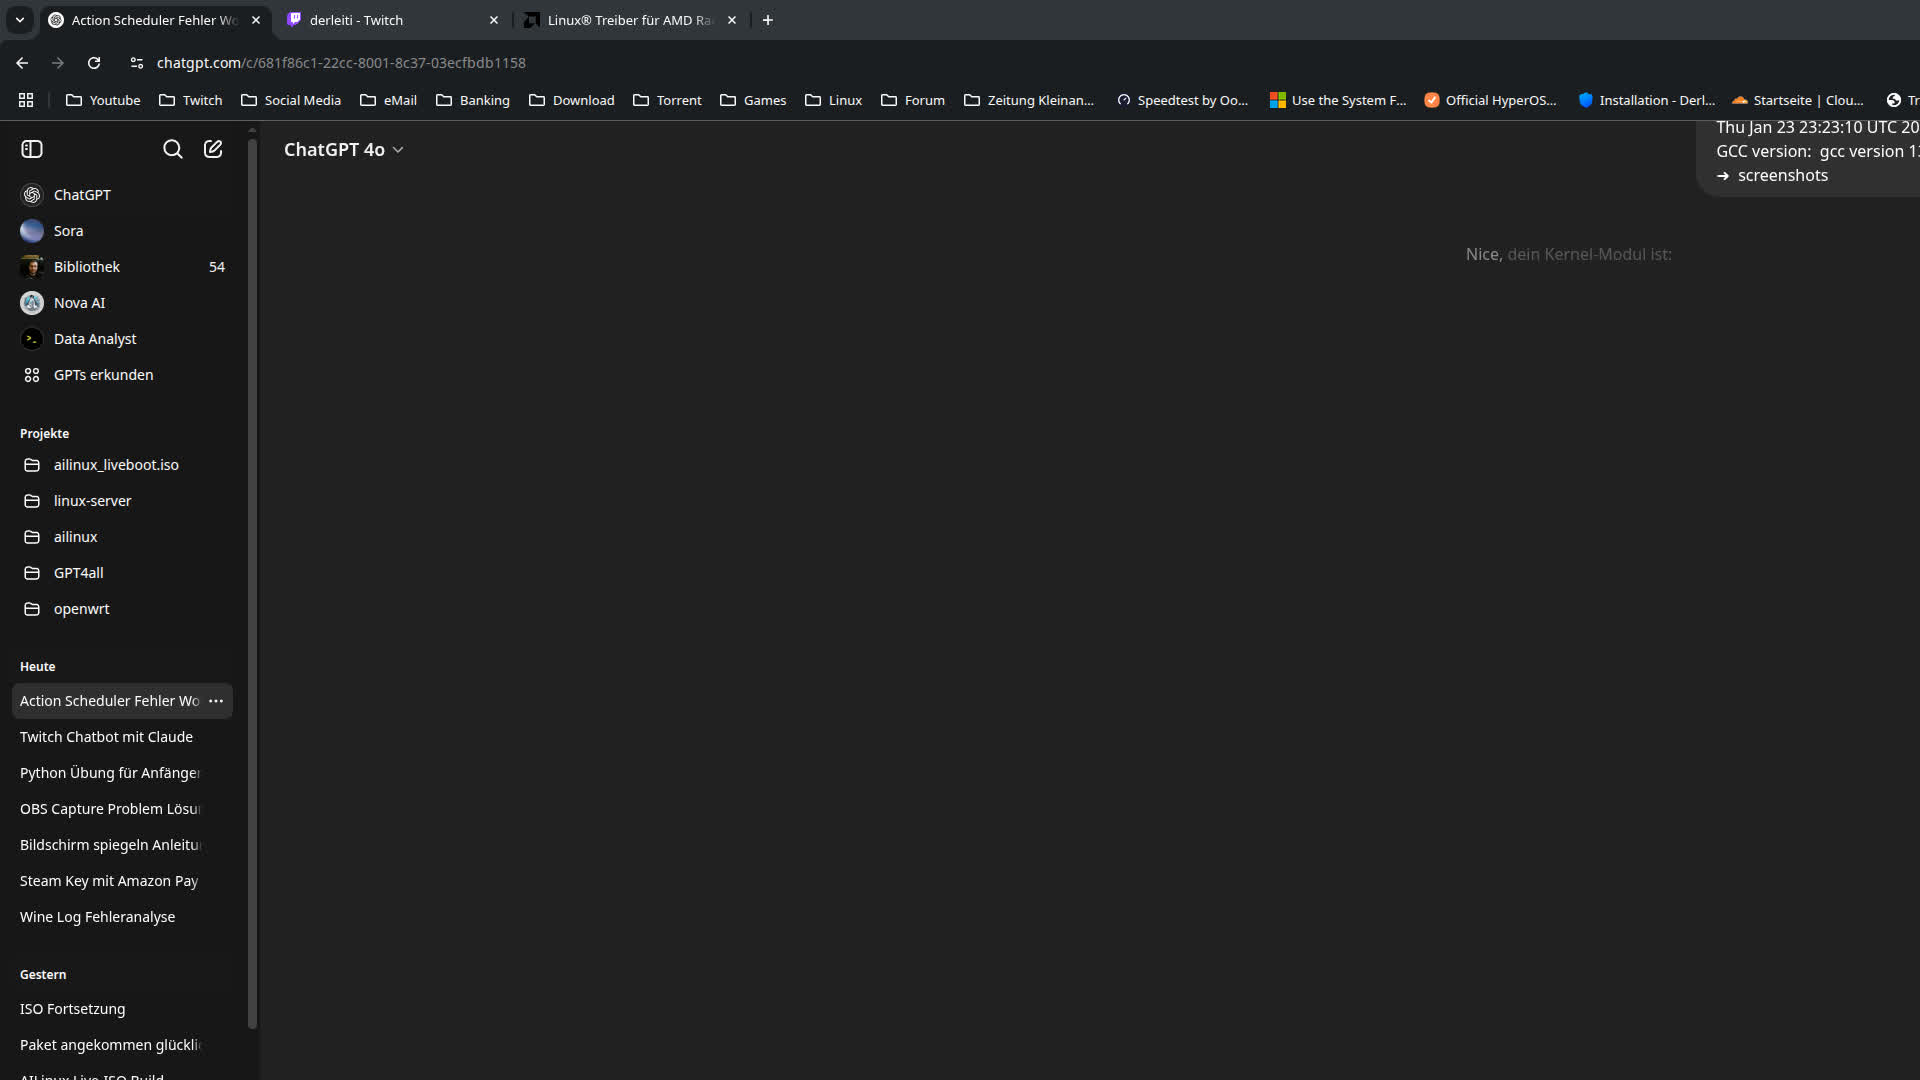 Action Scheduler Fehler Wo
derleiti - Twitch
Linux® Treiber für AMD Ra
chatgpt.com/c/681f86c1-22cc-8001-8c37-03ecfbdb1158
Youtube
Twitch
Social Media
eMail
Banking
Download
Torrent
Games
Linux
Forum
Zeitung Kleinan...
Speedtest by Oo...
Use the System F...
Official HyperOS...
Installation - Derl...
Startseite | Clou...
Tr
ChatGPT 4o
Thu Jan 23 23:23:10 UTC 20
GCC version: gcc version 13
→ screenshots
Nice, dein Kernel-Modul ist:
ChatGPT
Sora
Bibliothek 54
Nova AI
Data Analyst
GPTs erkunden
Projekte
ailinux_liveboot.iso
linux-server
ailinux
GPT4all
openwrt
Heute
Action Scheduler Fehler Wo
Twitch Chatbot mit Claude
Python Übung für Anfänger
OBS Capture Problem Lösu
Bildschirm spiegeln Anleitu
Steam Key mit Amazon Pay
Wine Log Fehleranalyse
Gestern
ISO Fortsetzung
Paket angekommen glückli
AILinux Live ISO Build